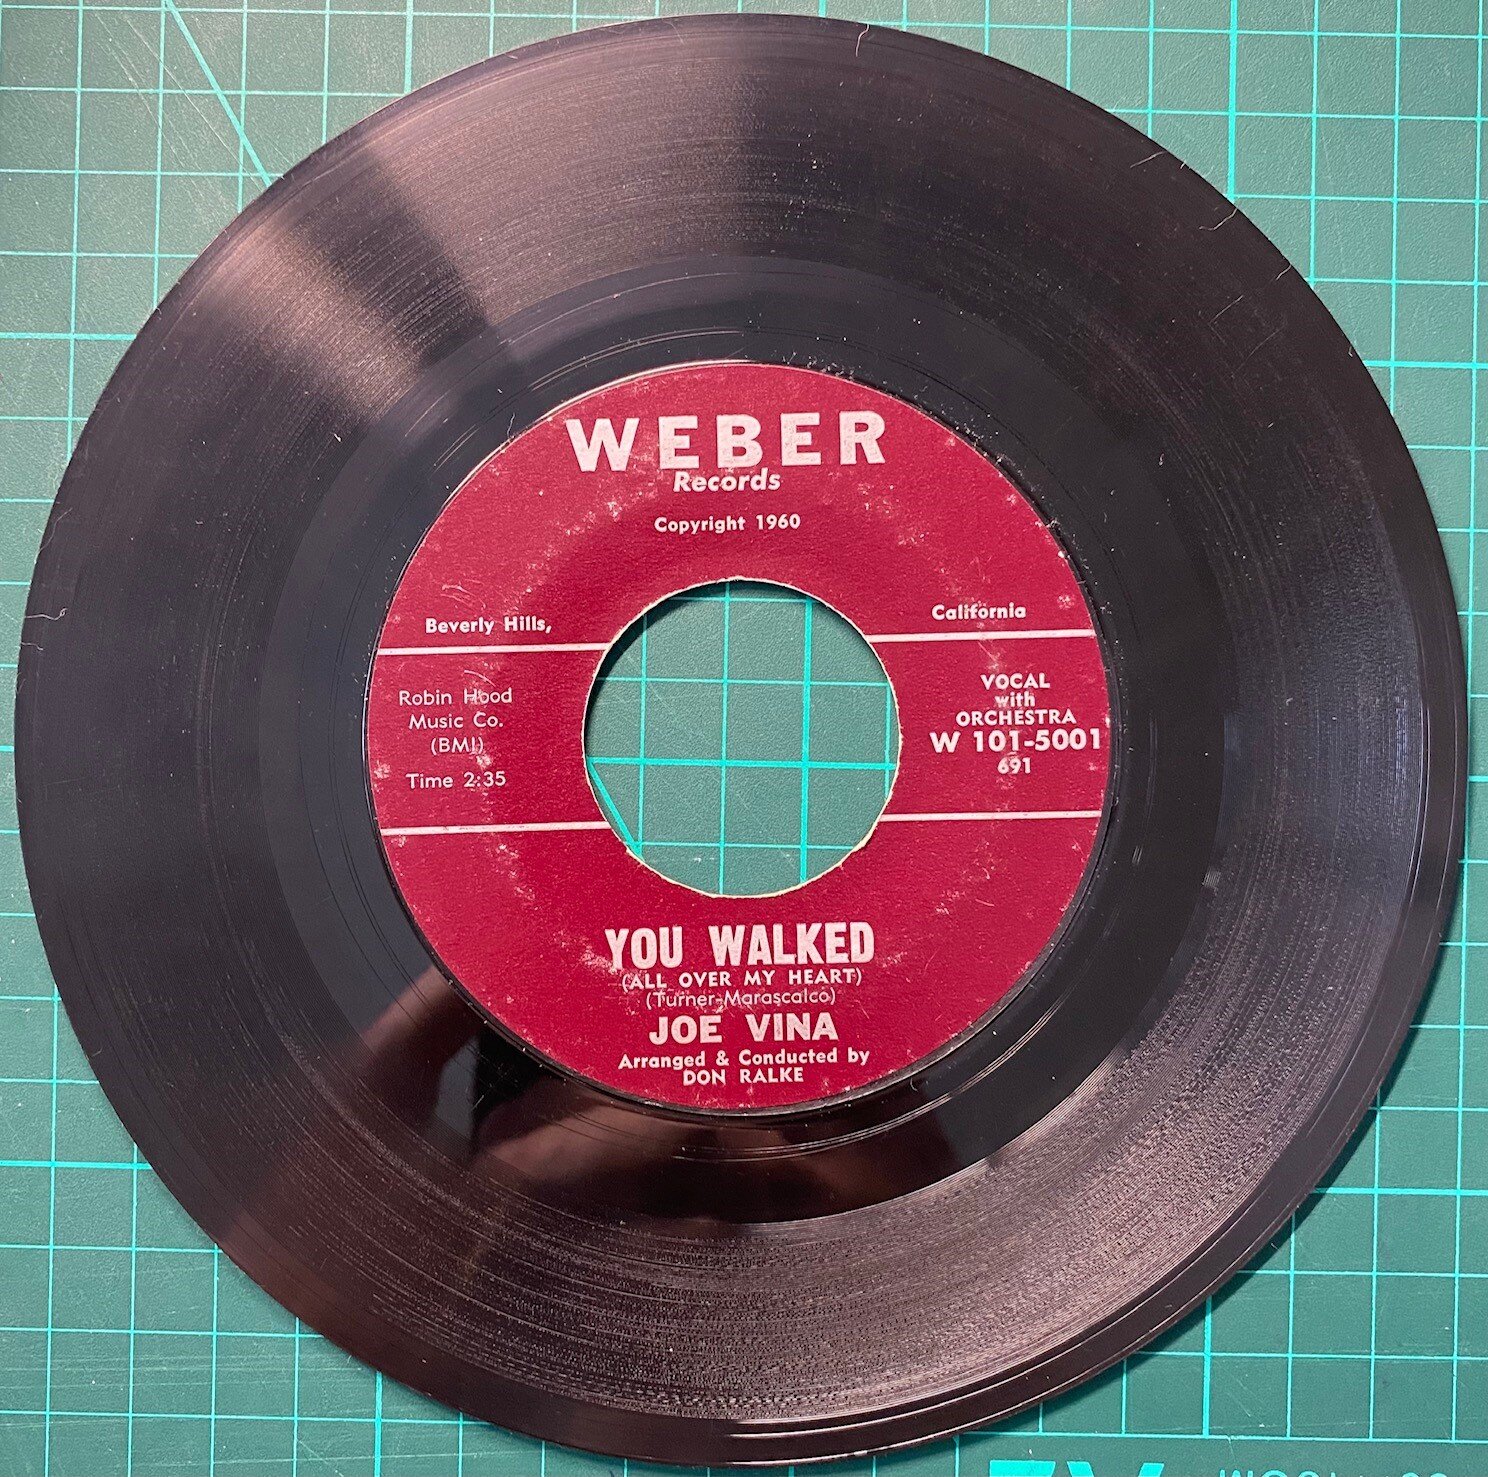 WEBER
Records
Copyright 1960
Beverly Hills,
California
Robin Hood
Music Co.
(BMI)
Time 2:35
VOCAL
with
ORCHESTRA
W 101-5001
691
YOU WALKED
(ALL OVER MY HEART)
(Turner-Marascalco)
JOE VINA
Arranged & Conducted by
DON RALKE